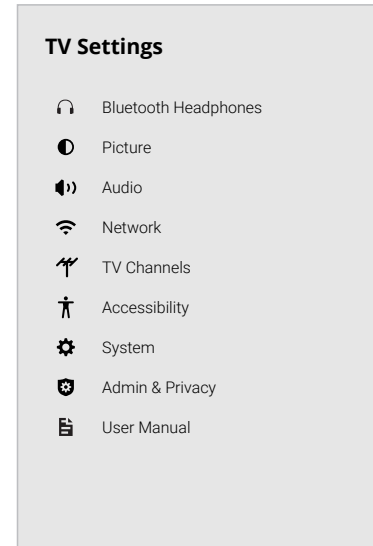 TV Settings
Bluetooth Headphones
Picture
Audio
Network
TV Channels
Accessibility
System
Admin & Privacy
User Manual